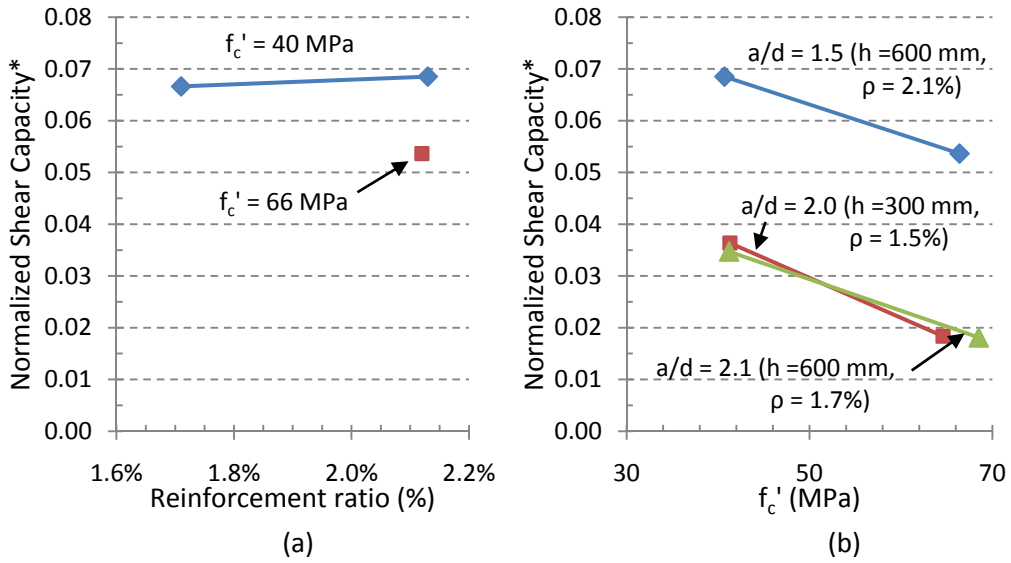 Normalized Shear Capacity*
0.08
0.07
0.06
0.05
0.04
0.03
0.02
0.01
0.00
fc' = 40 MPa
fc' = 66 MPa
1.6%
1.8%
2.0%
2.2%
Reinforcement ratio (%)
(a)
Normalized Shear Capacity*
0.08
0.07
0.06
0.05
0.04
0.03
0.02
0.01
0.00
a/d = 1.5 (h =600 mm,
ρ = 2.1%)
a/d = 2.0 (h =300 mm,
ρ = 1.5%)
a/d = 2.1 (h =600 mm,
ρ = 1.7%)
30
50
70
fc' (MPa)
(b)